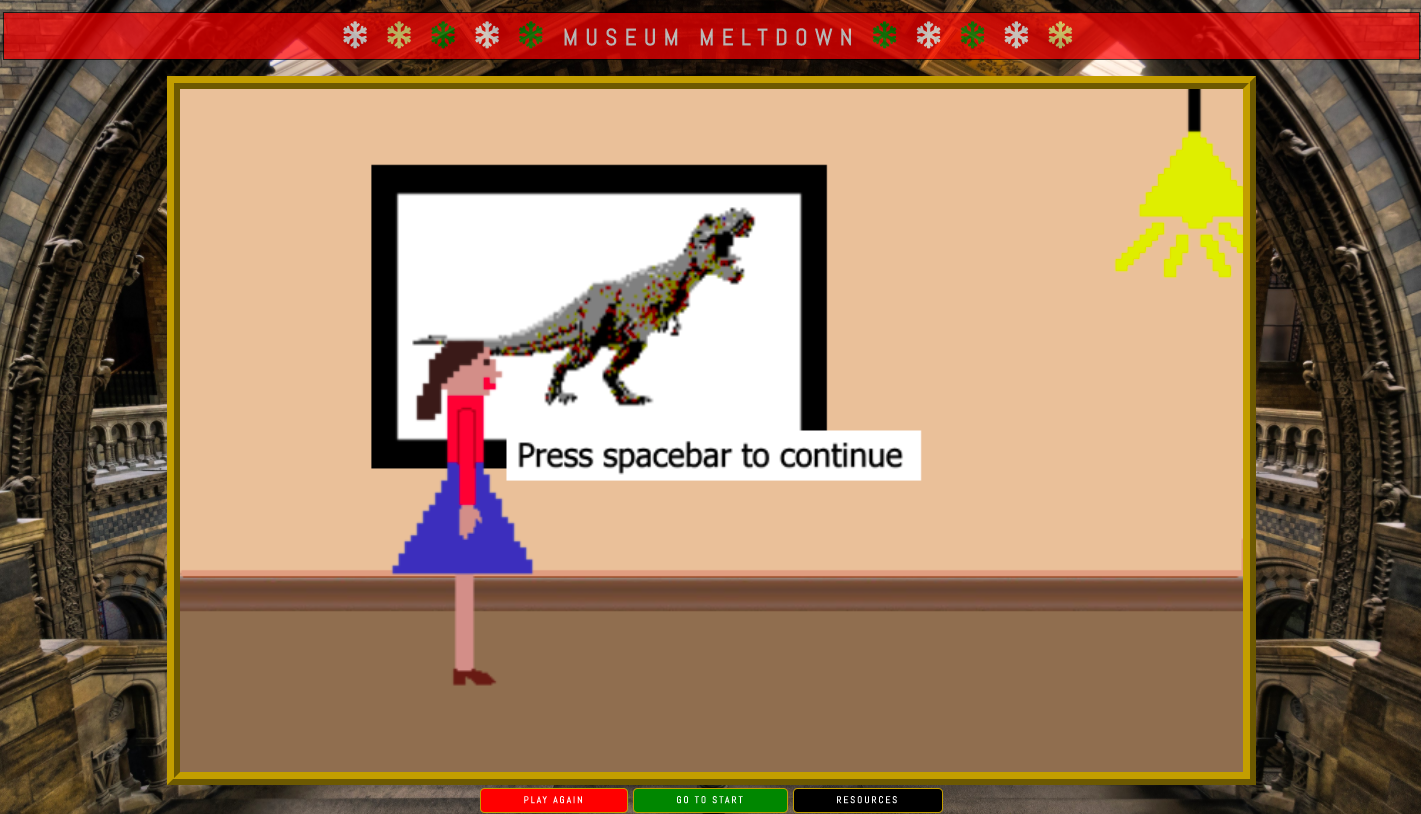 MUSEUM MELTDOWN
Press spacebar to continue
PLAY AGAIN
GO TO START
RESOURCES